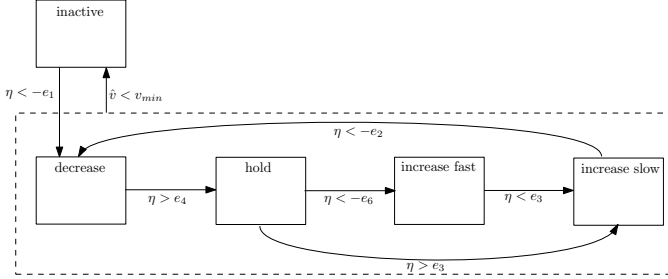 inactive
η < −e₁
v̂ < vₘᵢₙ
η < −e₂
decrease
hold
increase fast
increase slow
η > e₄
η < −e₆
η < e₃
η > e₃